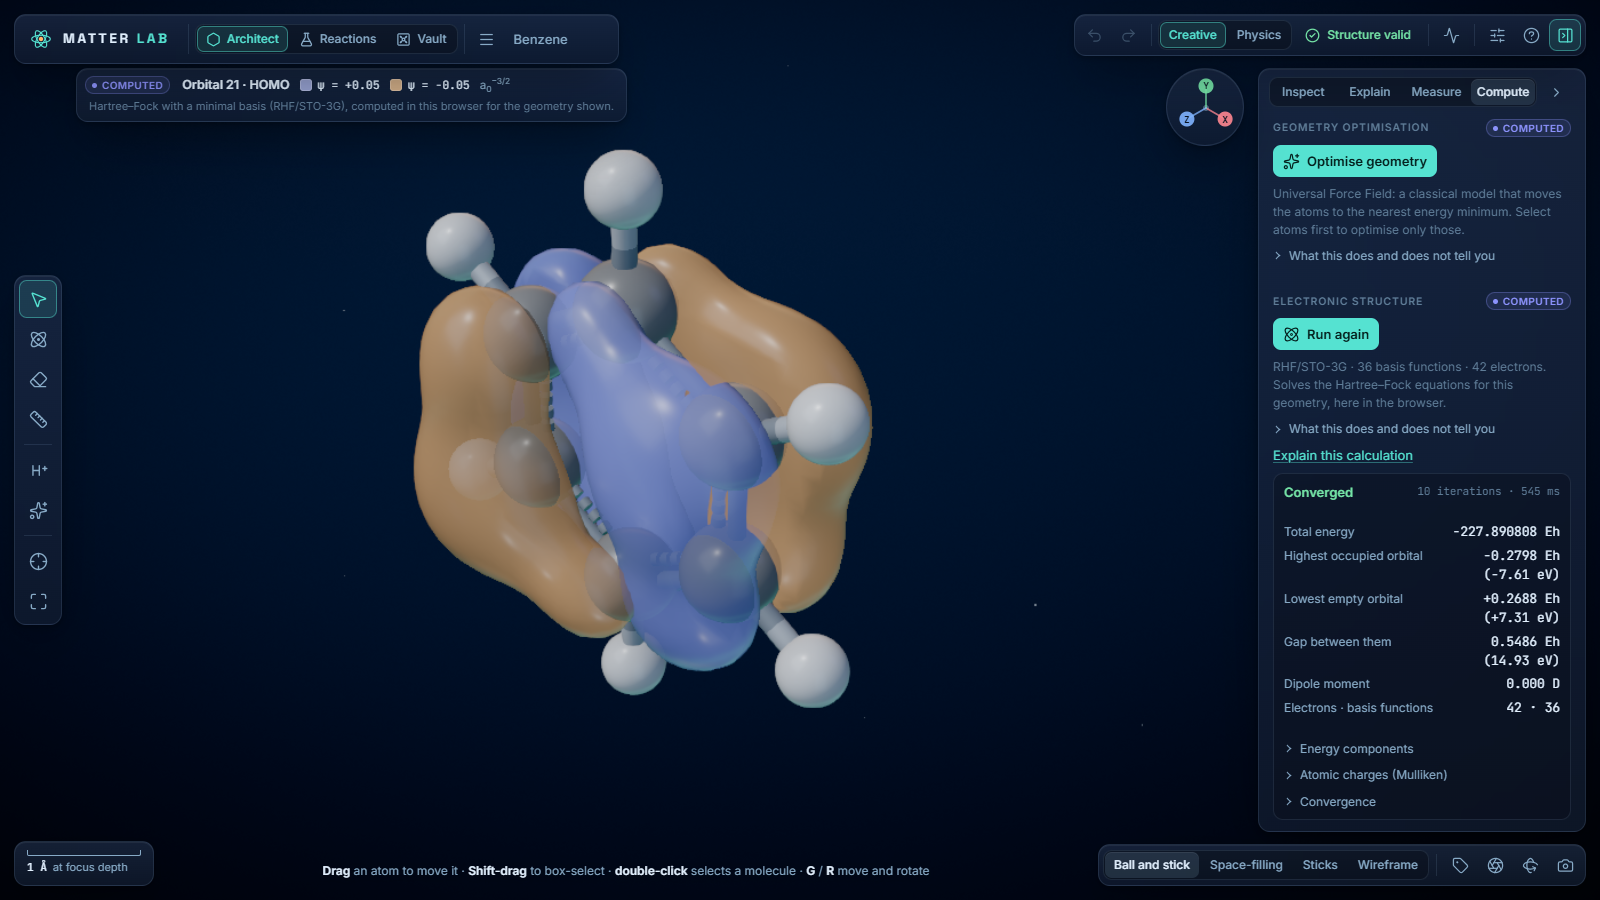 MATTER LAB
Architect
Reactions
Vault
Benzene
Creative
Physics
Structure valid
COMPUTED
Orbital 21 · HOMO
ψ = +0.05
ψ = -0.05
a₀⁻³ᐟ²
Hartree–Fock with a minimal basis (RHF/STO-3G), computed in this browser for the geometry shown.
Y
Z
X
Inspect
Explain
Measure
Compute
GEOMETRY OPTIMISATION
COMPUTED
Optimise geometry
Universal Force Field: a classical model that moves
the atoms to the nearest energy minimum. Select
atoms first to optimise only those.
What this does and does not tell you
ELECTRONIC STRUCTURE
COMPUTED
Run again
RHF/STO-3G · 36 basis functions · 42 electrons.
Solves the Hartree–Fock equations for this
geometry, here in the browser.
What this does and does not tell you
Explain this calculation
Converged
10 iterations · 545 ms
Total energy
-227.890808 Eh
Highest occupied orbital
-0.2798 Eh
(-7.61 eV)
Lowest empty orbital
+0.2688 Eh
(+7.31 eV)
Gap between them
0.5486 Eh
(14.93 eV)
Dipole moment
0.000 D
Electrons · basis functions
42 · 36
Energy components
Atomic charges (Mulliken)
Convergence
H+
1 Å at focus depth
Drag an atom to move it · Shift-drag to box-select · double-click selects a molecule · G / R move and rotate
Ball and stick
Space-filling
Sticks
Wireframe